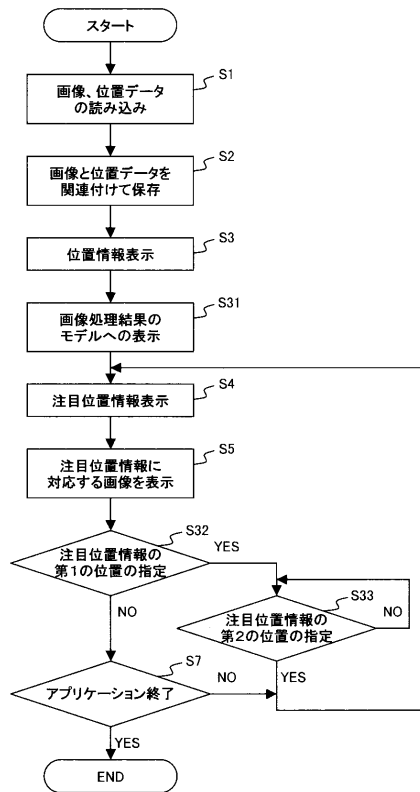 スタート
S1
画像、位置データ
の読み込み
S2
画像と位置データを
関連付けて保存
S3
位置情報表示
S31
画像処理結果の
モデルへの表示
S4
注目位置情報表示
S5
注目位置情報に
対応する画像を表示
S32
注目位置情報の
第1の位置の指定
YES
NO
S33
注目位置情報の
第2の位置の指定
NO
YES
S7
アプリケーション終了
NO
YES
END